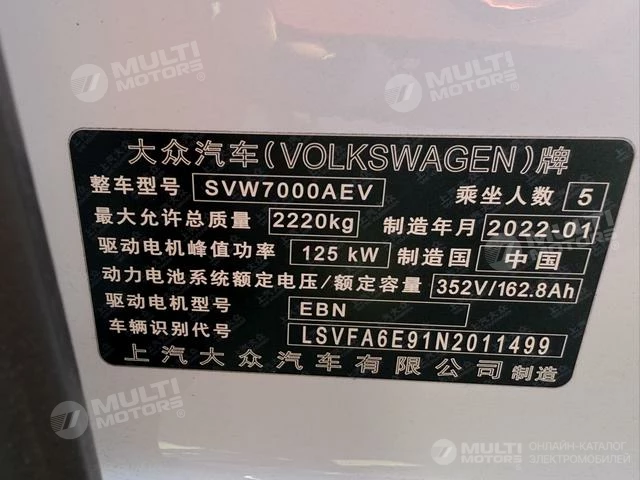 MULTI MOTORS®
MULTI MOTORS®
大众汽车(VOLKSWAGEN)牌
整车型号 SVW7000AEV 乘坐人数 5
最大允许总质量 2220kg 制造年月 2022-01
驱动电机峰值功率 125 kW 制造国 中国
动力电池系统额定电压/额定容量 352V/162.8Ah
驱动电机型号 EBN
车辆识别代号 LSVFA6E91N2011499
上汽大众汽车有限公司 制造
MULTI MOTORS®
MULTI MOTORS
ОНЛАЙН-КАТАЛОГ ЭЛЕКТРОМОБИЛЕЙ